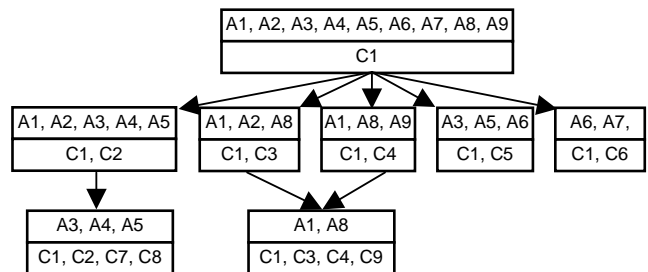 A1, A2, A3, A4, A5, A6, A7, A8, A9
C1
A1, A2, A3, A4, A5
C1, C2
A1, A2, A8
C1, C3
A1, A8, A9
C1, C4
A3, A5, A6
C1, C5
A6, A7,
C1, C6
A3, A4, A5
C1, C2, C7, C8
A1, A8
C1, C3, C4, C9